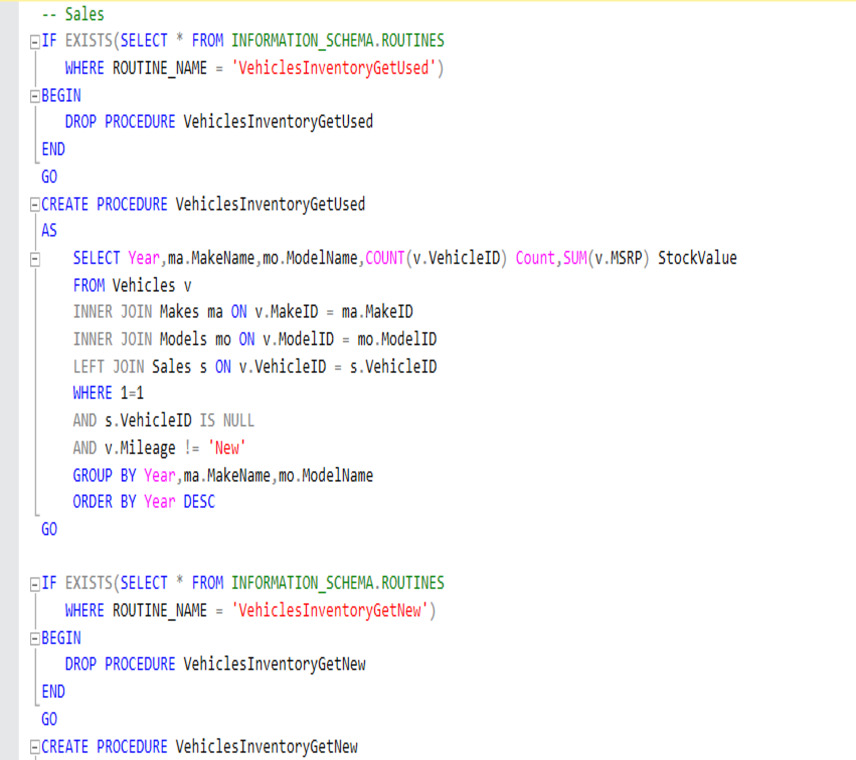 -- Sales
IF EXISTS(SELECT * FROM INFORMATION_SCHEMA.ROUTINES
WHERE ROUTINE_NAME = 'VehiclesInventoryGetUsed')
BEGIN
DROP PROCEDURE VehiclesInventoryGetUsed
END
GO
CREATE PROCEDURE VehiclesInventoryGetUsed
AS
SELECT Year,ma.MakeName,mo.ModelName,COUNT(v.VehicleID) Count,SUM(v.MSRP) StockValue
FROM Vehicles v
INNER JOIN Makes ma ON v.MakeID = ma.MakeID
INNER JOIN Models mo ON v.ModelID = mo.ModelID
LEFT JOIN Sales s ON v.VehicleID = s.VehicleID
WHERE 1=1
AND s.VehicleID IS NULL
AND v.Mileage != 'New'
GROUP BY Year,ma.MakeName,mo.ModelName
ORDER BY Year DESC
GO
IF EXISTS(SELECT * FROM INFORMATION_SCHEMA.ROUTINES
WHERE ROUTINE_NAME = 'VehiclesInventoryGetNew')
BEGIN
DROP PROCEDURE VehiclesInventoryGetNew
END
GO
CREATE PROCEDURE VehiclesInventoryGetNew